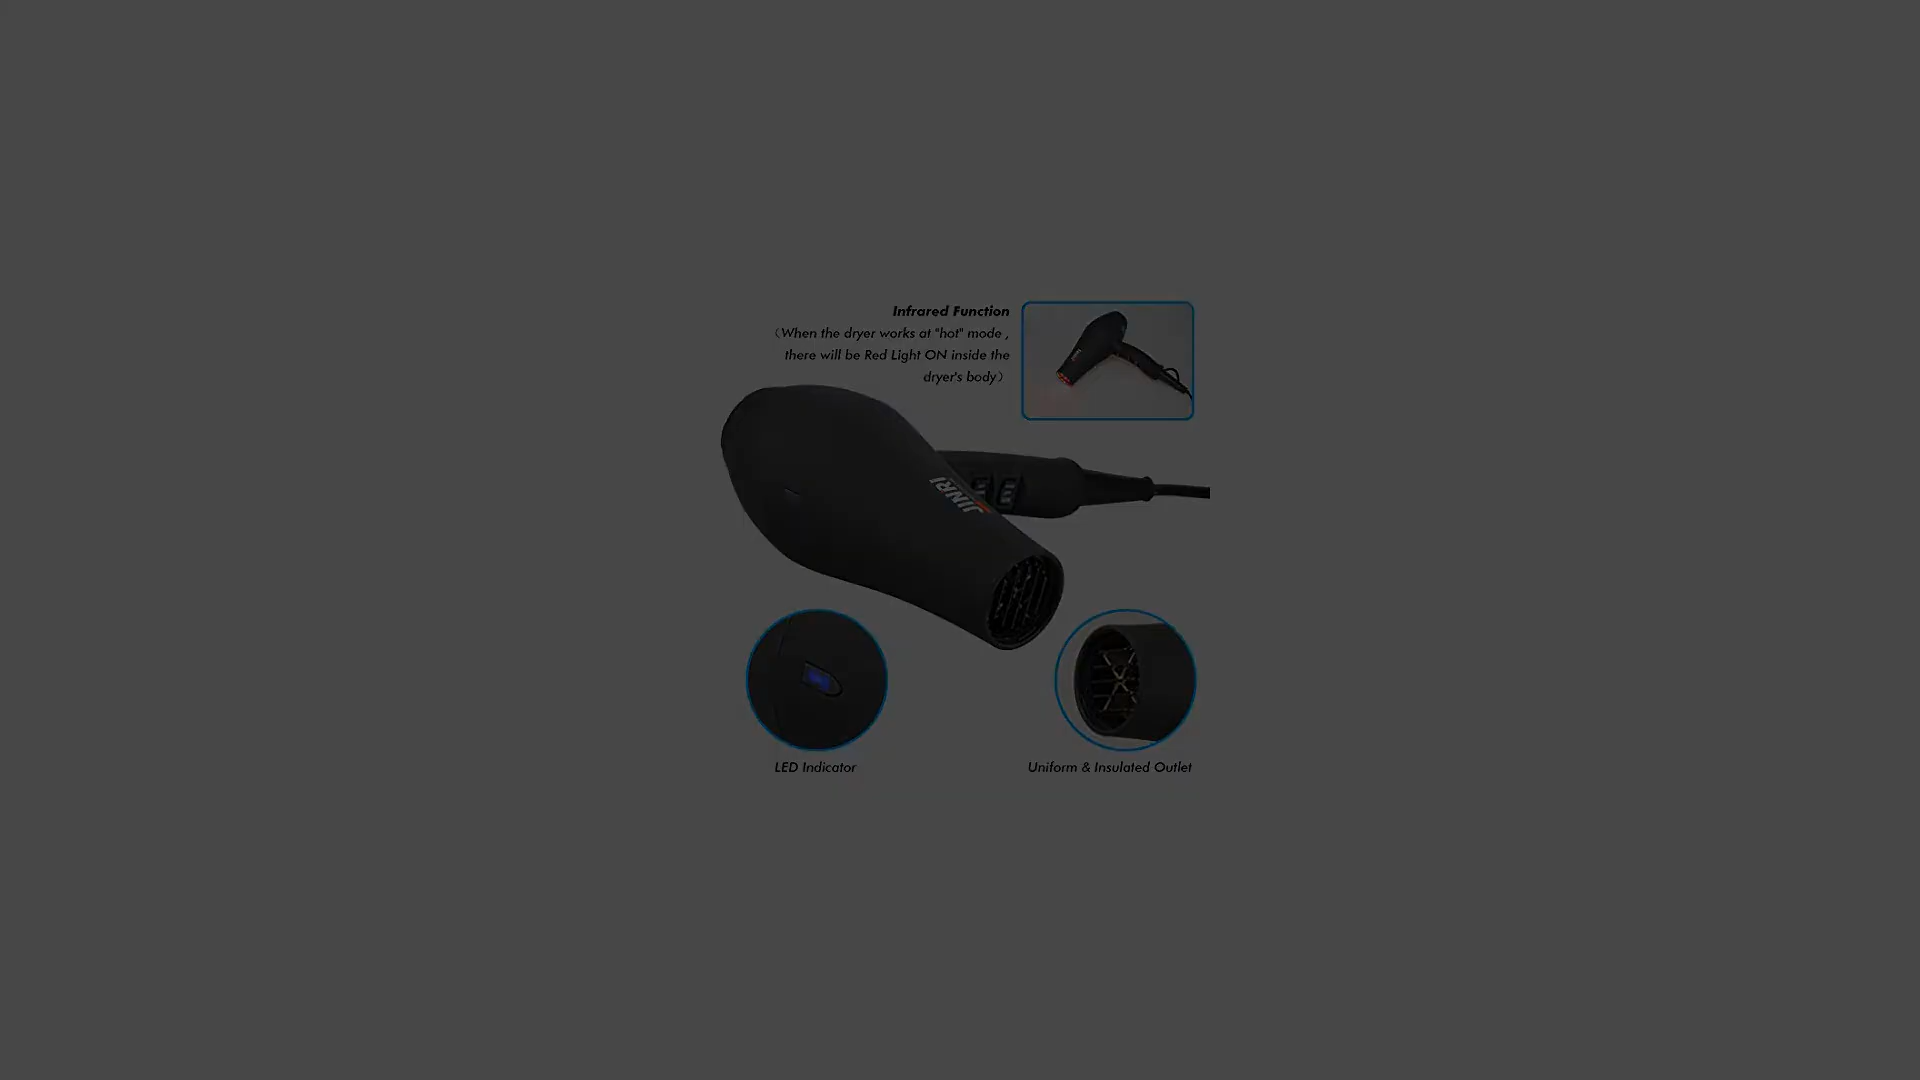 Infrared Function
（When the dryer works at "hot" mode ,
there will be Red Light ON inside the
dryer's body）
JINRI
LED Indicator
Uniform & Insulated Outlet